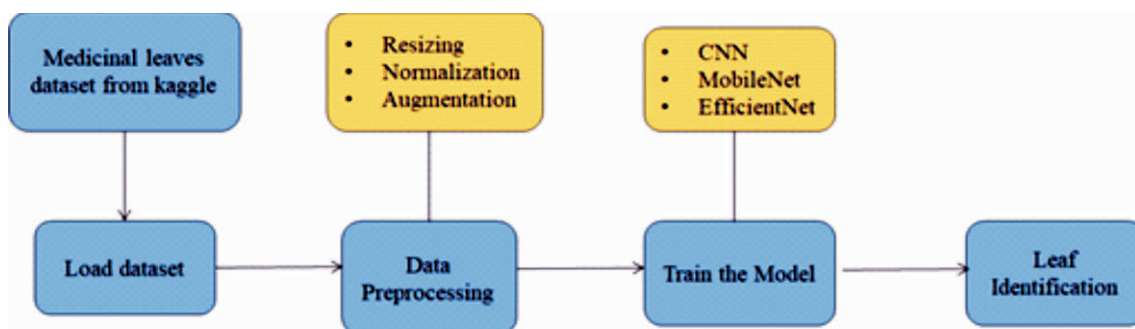 Medicinal leaves
dataset from kaggle
• Resizing
• Normalization
• Augmentation
• CNN
• MobileNet
• EfficientNet
Load dataset
Data
Preprocessing
Train the Model
Leaf
Identification